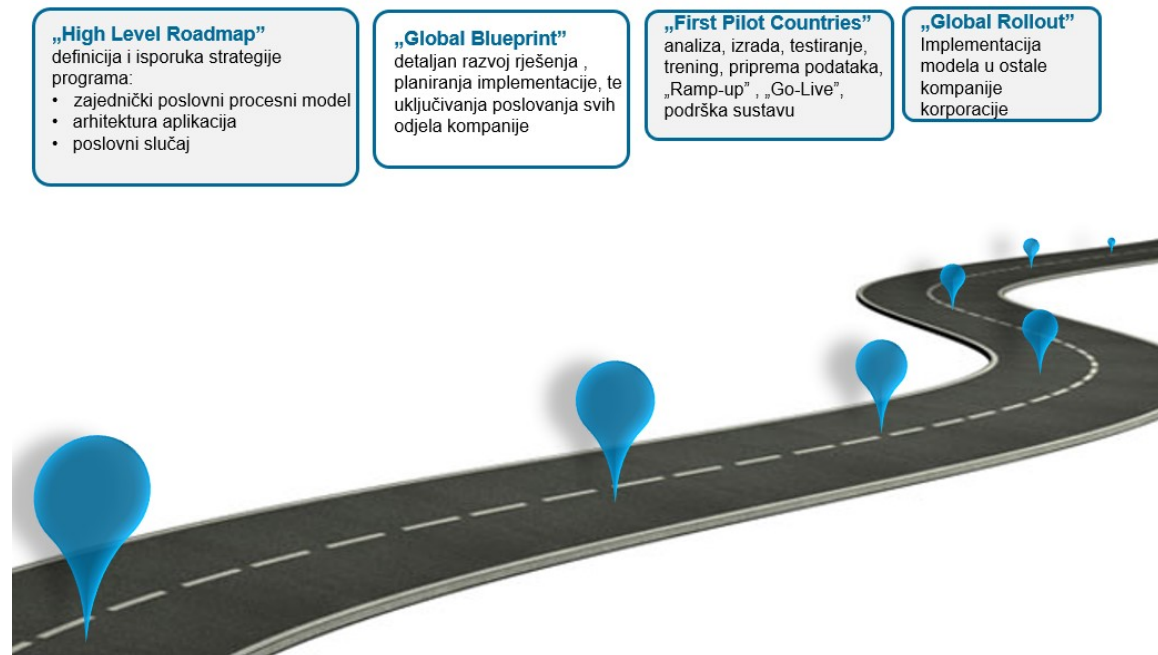 „High Level Roadmap”
definicija i isporuka strategije
programa:
• zajednički poslovni procesni model
• arhitektura aplikacija
• poslovni slučaj
„Global Blueprint”
detaljan razvoj rješenja ,
planiranja implementacije, te
uključivanja poslovanja svih
odjela kompanije
„First Pilot Countries”
analiza, izrada, testiranje,
trening, priprema podataka,
„Ramp-up” , „Go-Live”,
podrška sustavu
„Global Rollout”
Implementacija
modela u ostale
kompanije
korporacije